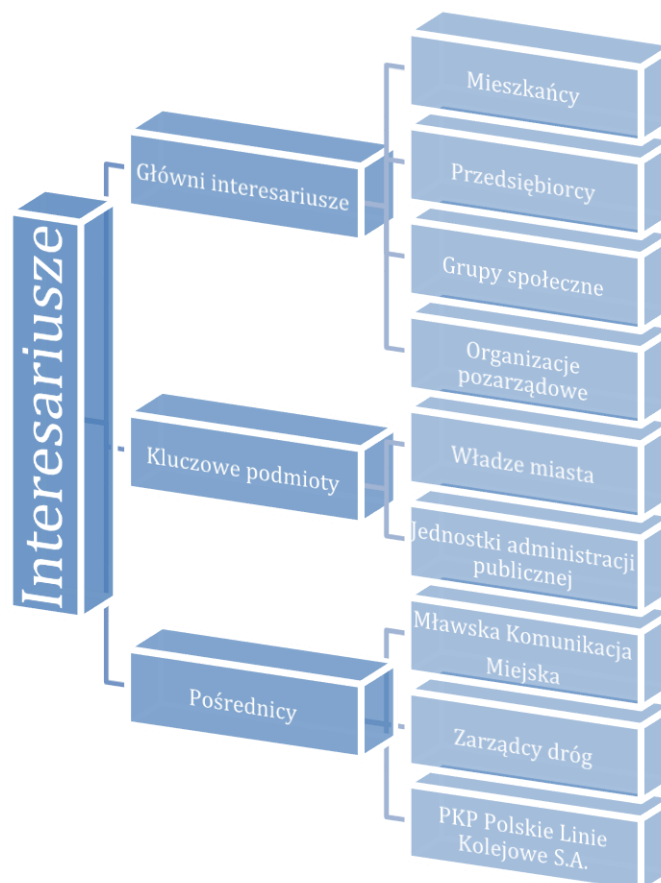 Interesariusze
Główni interesariusze
Mieszkańcy
Przedsiębiorcy
Grupy społeczne
Organizacje
pozarządowe
Kluczowe podmioty
Władze miasta
Jednostki administracji
publicznej
Pośrednicy
Mławska Komunikacja
Miejska
Zarządcy dróg
PKP Polskie Linie
Kolejowe S.A.